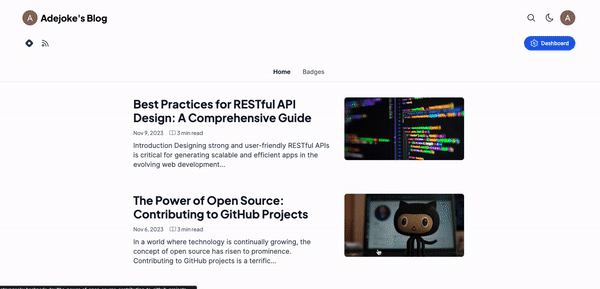 A Adejoke's Blog
A
Dashboard
Home Badges
Best Practices for RESTful API
Design: A Comprehensive Guide
Nov 9, 2023 3 min read
Introduction Designing strong and user-friendly RESTful APIs
is critical for generating scalable and efficient apps in the
evolving web development...
The Power of Open Source:
Contributing to GitHub Projects
Nov 6, 2023 3 min read
In a world where technology is continually growing, the
concept of open source has risen to prominence.
Contributing to GitHub projects is a terrific...